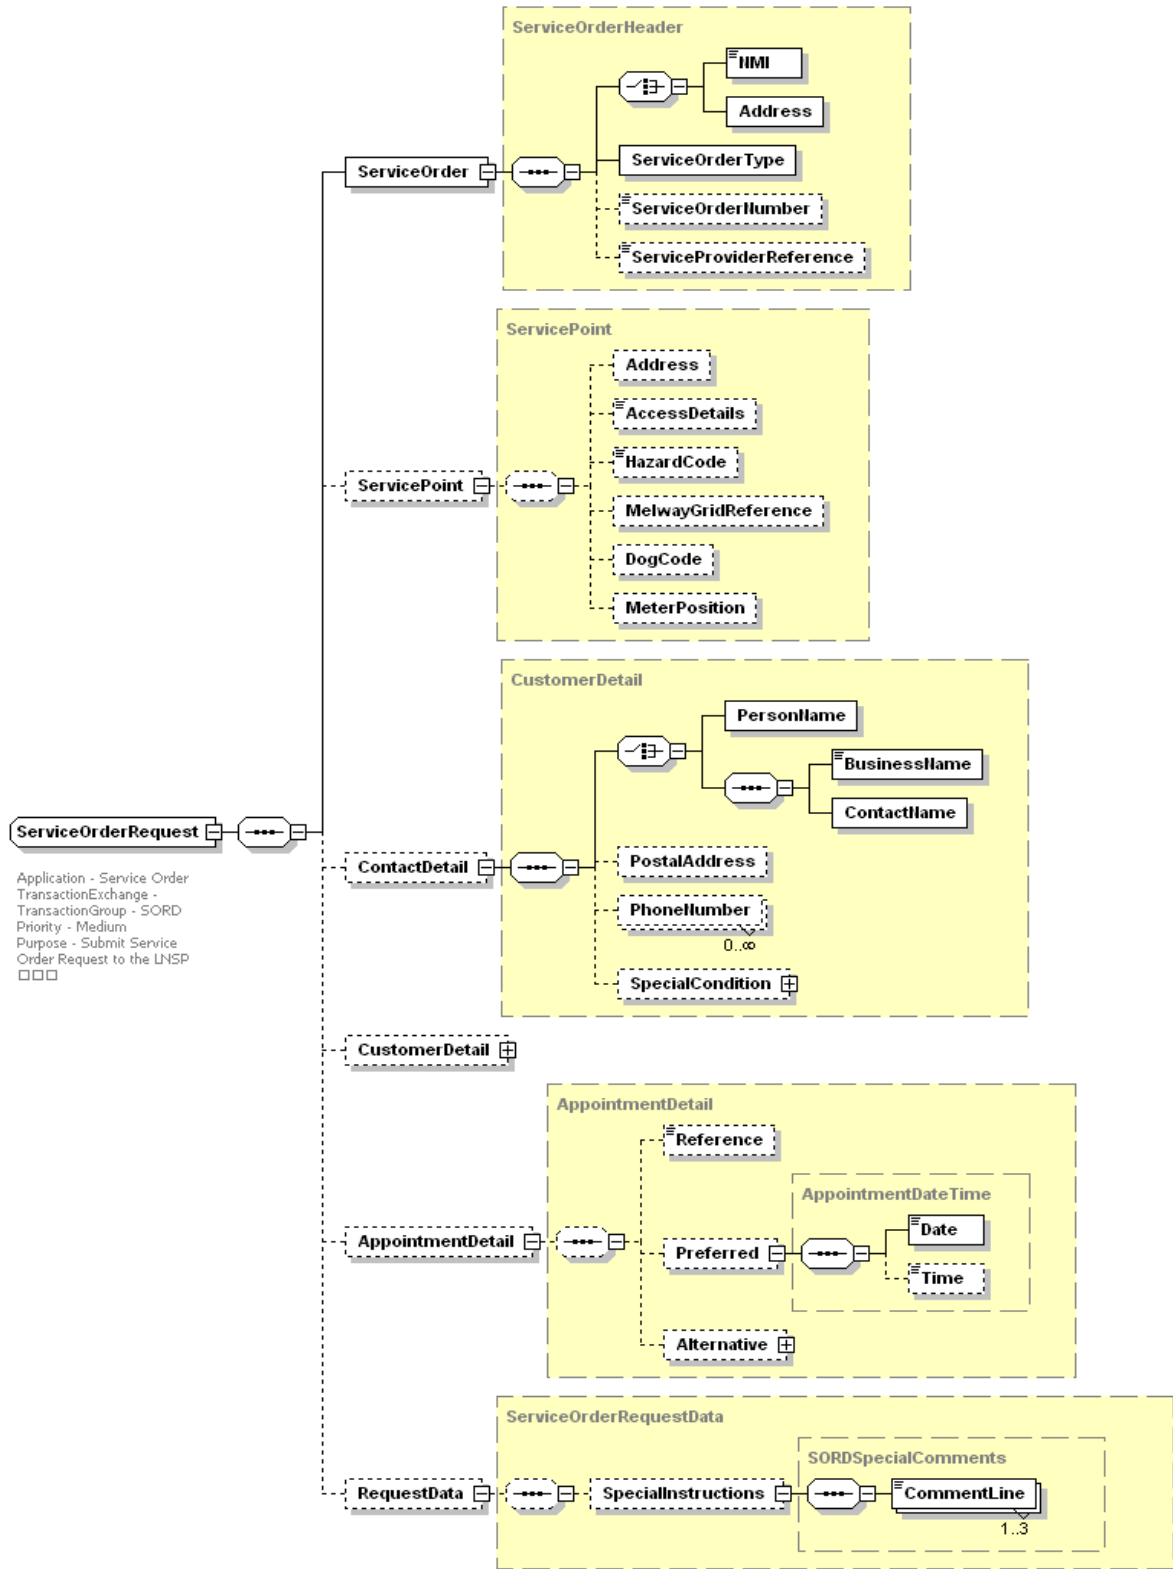 ServiceOrderHeader
NMI
Address
ServiceOrderType
ServiceOrder
ServiceOrderNumber
ServiceProviderReference
ServicePoint
Address
AccessDetails
HazardCode
ServicePoint
MelwayGridReference
DogCode
MeterPosition
CustomerDetail
PersonName
BusinessName
ContactName
ServiceOrderRequest
Application - Service Order
TransactionExchange -
TransactionGroup - SORD
Priority - Medium
Purpose - Submit Service
Order Request to the LNSP
ContactDetail
PostalAddress
PhoneNumber
0..∞
SpecialCondition
CustomerDetail
AppointmentDetail
Reference
AppointmentDateTime
Date
AppointmentDetail
Preferred
Time
Alternative
ServiceOrderRequestData
SORDSpecialComments
RequestData
SpecialInstructions
CommentLine
1..3